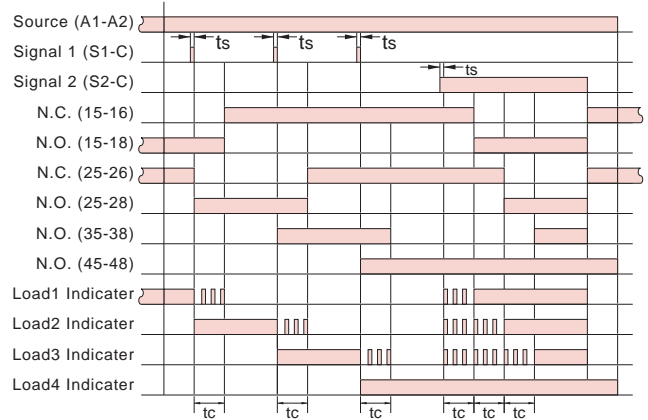 Source (A1-A2)
Signal 1 (S1-C)
ts
ts
ts
Signal 2 (S2-C)
ts
N.C. (15-16)
N.O. (15-18)
N.C. (25-26)
N.O. (25-28)
N.O. (35-38)
N.O. (45-48)
Load1 Indicater
Load2 Indicater
Load3 Indicater
Load4 Indicater
tc
tc
tc
tc
tc
tc